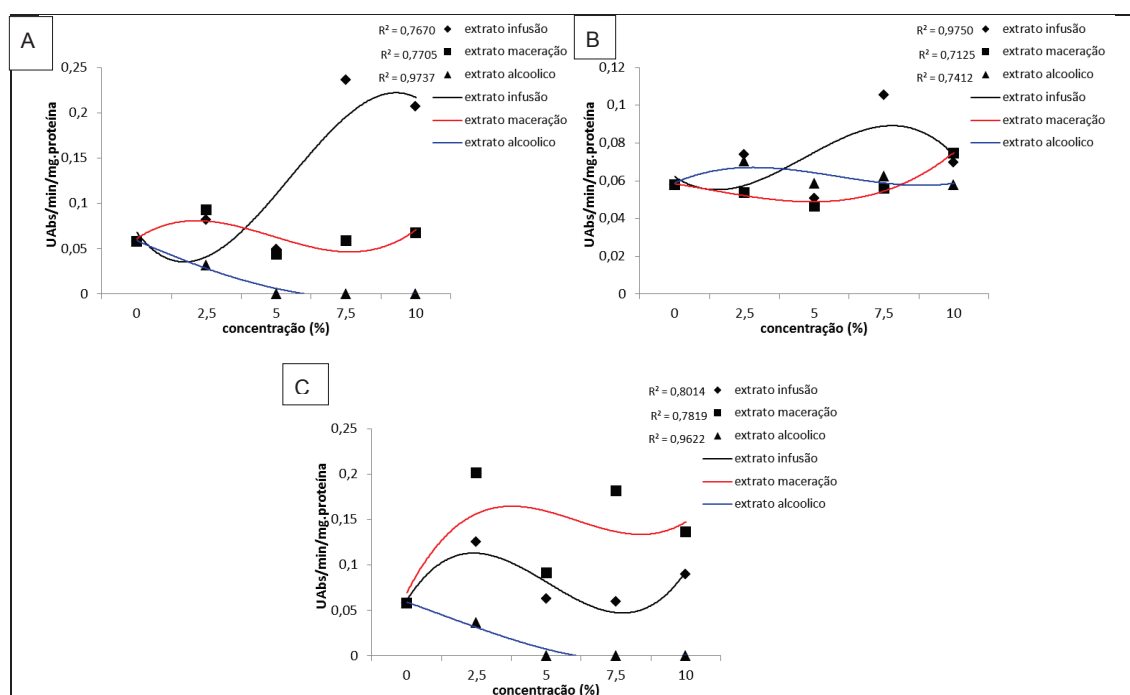 A
R² = 0,7670 extrato infusão
R² = 0,7705 extrato maceração
R² = 0,9737 extrato alcoolico
extrato infusão
extrato maceração
extrato alcoolico
UAbs/min/mg.proteína
0,25
0,2
0,15
0,1
0,05
0
0 2,5 5 7,5 10
concentração (%)
B
R² = 0,9750 extrato infusão
R² = 0,7125 extrato maceração
R² = 0,7412 extrato alcoolico
extrato infusão
extrato maceração
extrato alcoolico
UAbs/min/mg.proteína
0,12
0,1
0,08
0,06
0,04
0,02
0
0 2,5 5 7,5 10
concentração (%)
C
R² = 0,8014 extrato infusão
R² = 0,7819 extrato maceração
R² = 0,9622 extrato alcoolico
extrato infusão
extrato maceração
extrato alcoolico
UAbs/min/mg.proteína
0,25
0,2
0,15
0,1
0,05
0
0 2,5 5 7,5 10
concentração (%)